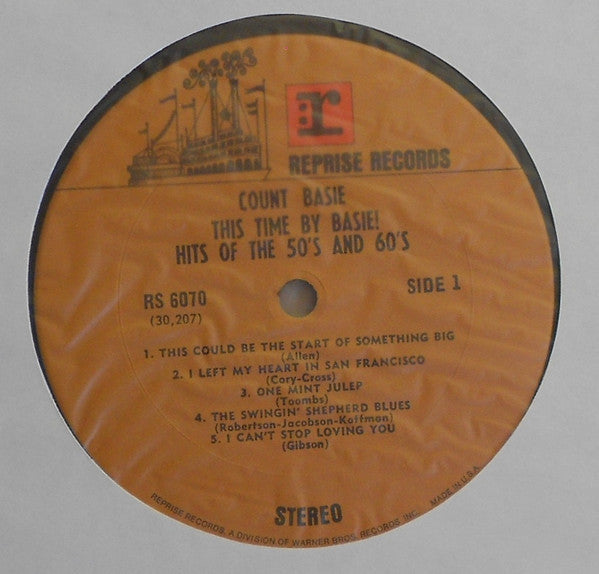 r
REPRISE RECORDS
COUNT BASIE
THIS TIME BY BASIE!
HITS OF THE 50'S AND 60'S
RS 6070
SIDE 1
(30,207)
1. THIS COULD BE THE START OF SOMETHING BIG
(Allen)
2. I LEFT MY HEART IN SAN FRANCISCO
(Cory-Cross)
3. ONE MINT JULEP
(Toombs)
4. THE SWINGIN' SHEPHERD BLUES
(Robertson-Jacobson-Koffman)
5. I CAN'T STOP LOVING YOU
(Gibson)
STEREO
REPRISE RECORDS, A DIVISION OF WARNER BROS. RECORDS, INC. MADE IN U.S.A.